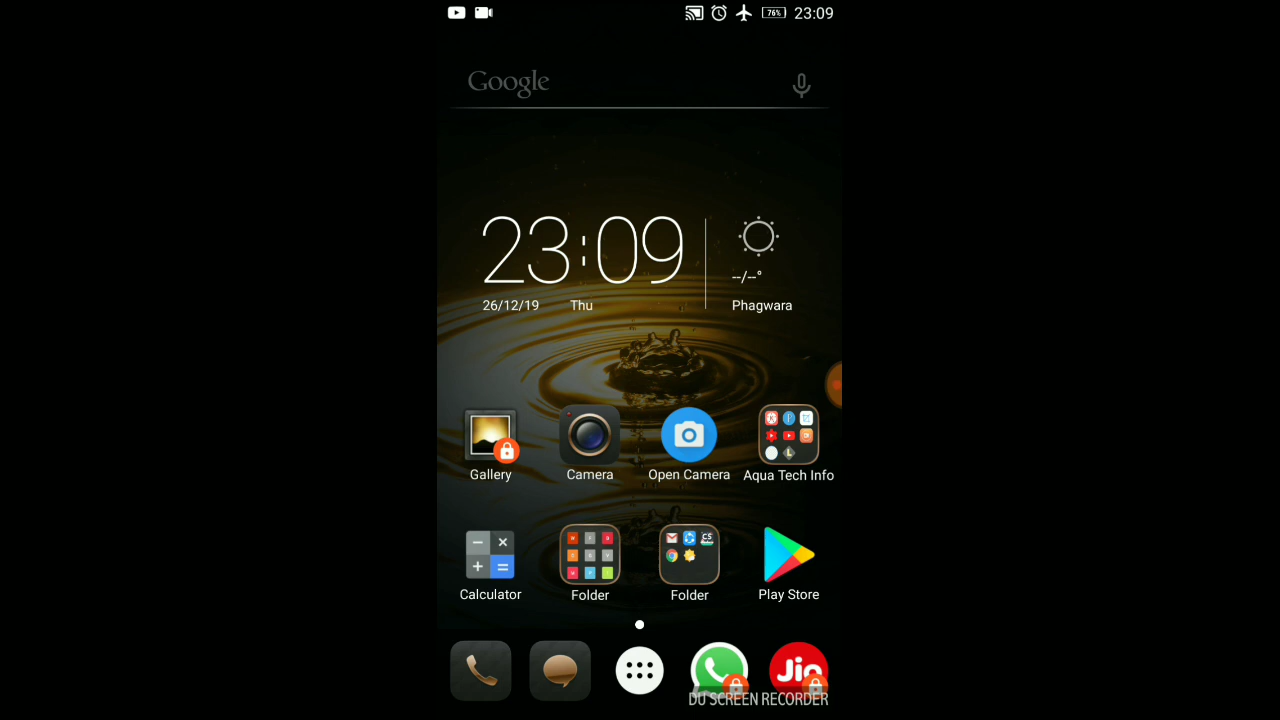 76% 23:09
Google
23:09
--/--°
26/12/19 Thu Phagwara
Gallery Camera Open Camera Aqua Tech Info
CS
Calculator Folder Folder Play Store
Jio
DU SCREEN RECORDER